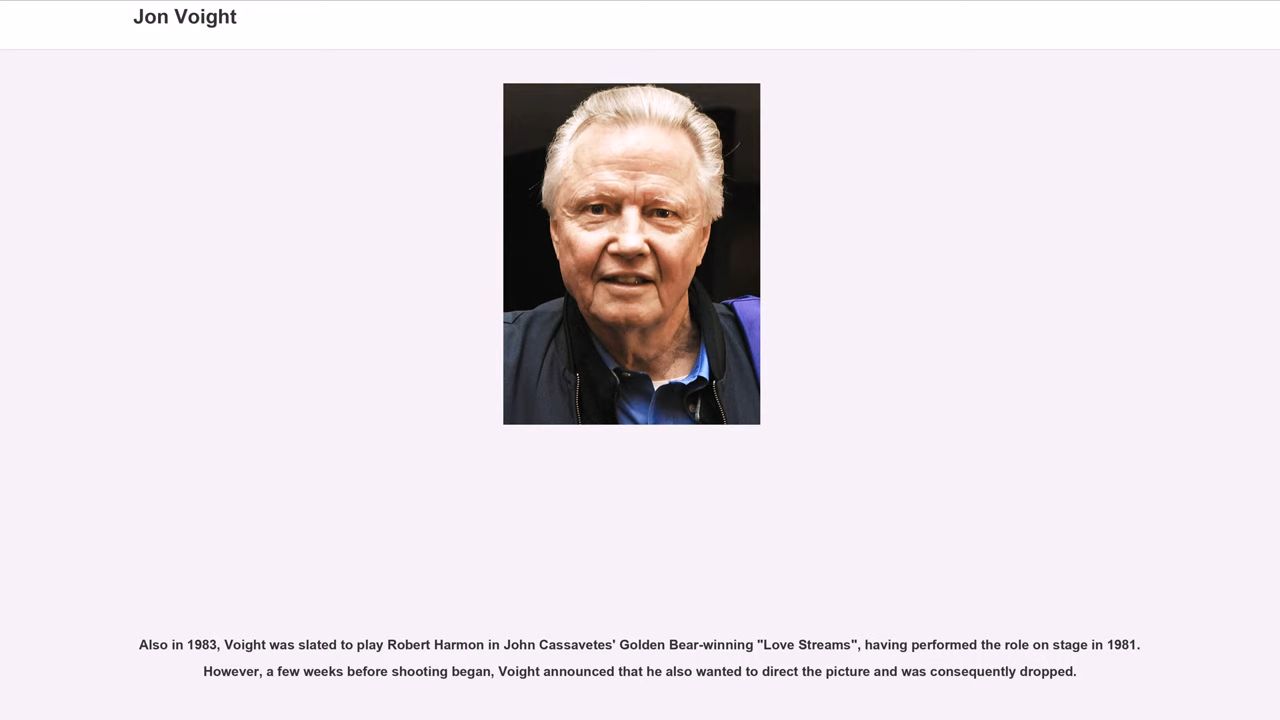 Jon Voight
Also in 1983, Voight was slated to play Robert Harmon in John Cassavetes' Golden Bear-winning "Love Streams", having performed the role on stage in 1981.
However, a few weeks before shooting began, Voight announced that he also wanted to direct the picture and was consequently dropped.